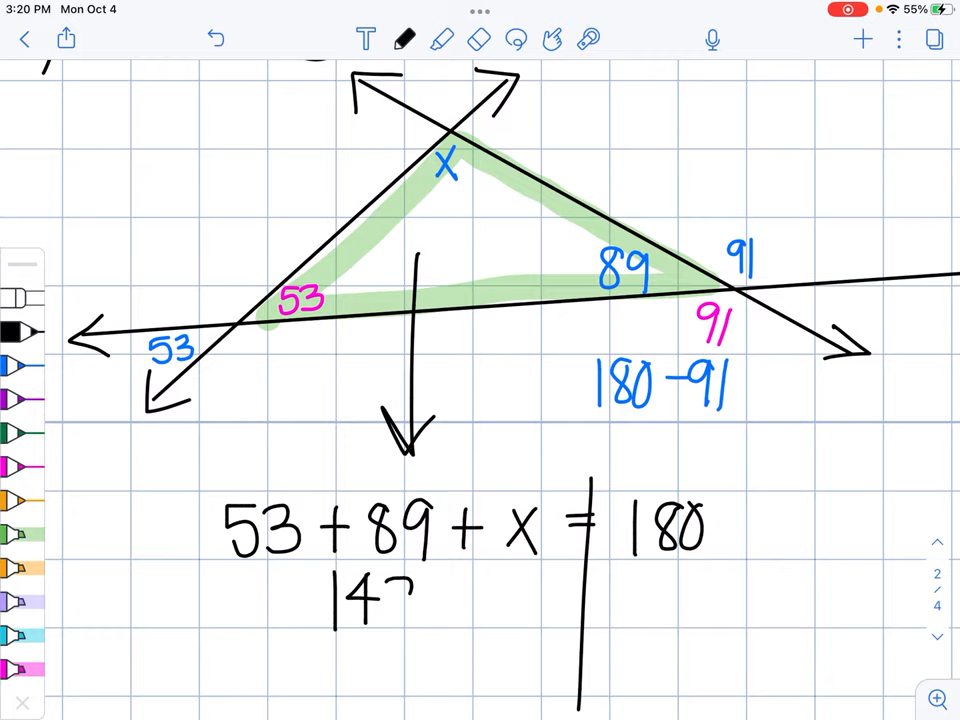 3:20 PM Mon Oct 4
55%
T
X
89
91
53
91
53
180 - 91
53 + 89 + x = 180
2
/
4